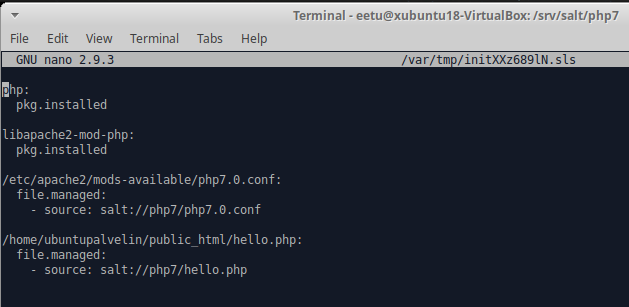 Terminal - eetu@xubuntu18-VirtualBox: /srv/salt/php7
File Edit View Terminal Tabs Help
GNU nano 2.9.3 /var/tmp/initXXz689lN.sls
php:
  pkg.installed
libapache2-mod-php:
  pkg.installed
/etc/apache2/mods-available/php7.0.conf:
  file.managed:
    - source: salt://php7/php7.0.conf
/home/ubuntupalvelin/public_html/hello.php:
  file.managed:
    - source: salt://php7/hello.php